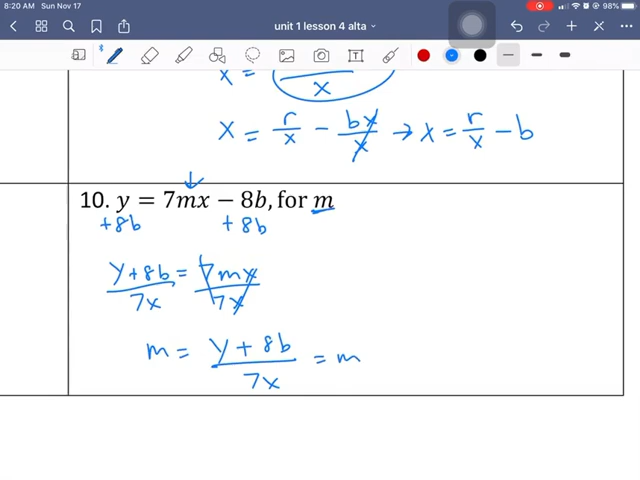 8:20 AM Sun Nov 17
98%
unit 1 lesson 4 alta
x =
x
x = r/x - bx/x → x = r/x - b
10. y = 7mx − 8b, for m
+8b +8b
y + 8b = 7mx
7x 7x
m = y + 8b = m
7x